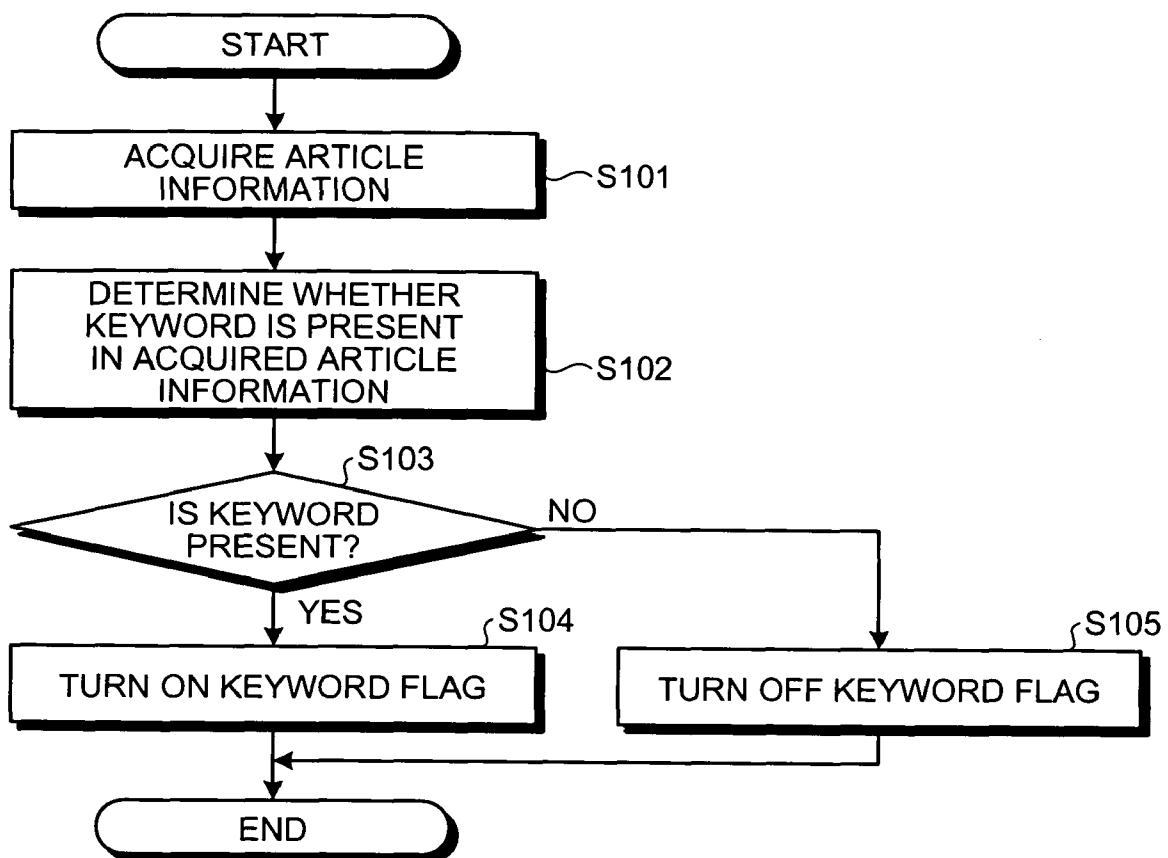 START
ACQUIRE ARTICLE
INFORMATION
S101
DETERMINE WHETHER
KEYWORD IS PRESENT
IN ACQUIRED ARTICLE
INFORMATION
S102
S103
IS KEYWORD
PRESENT?
NO
YES
S104
TURN ON KEYWORD FLAG
S105
TURN OFF KEYWORD FLAG
END